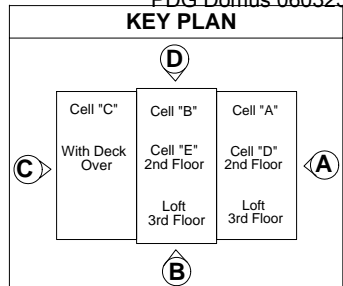 KEY PLAN
D
Cell "C"
With Deck
Over
Cell "B"
Cell "E"
2nd Floor
Loft
3rd Floor
Cell "A"
Cell "D"
2nd Floor
Loft
3rd Floor
C
A
B